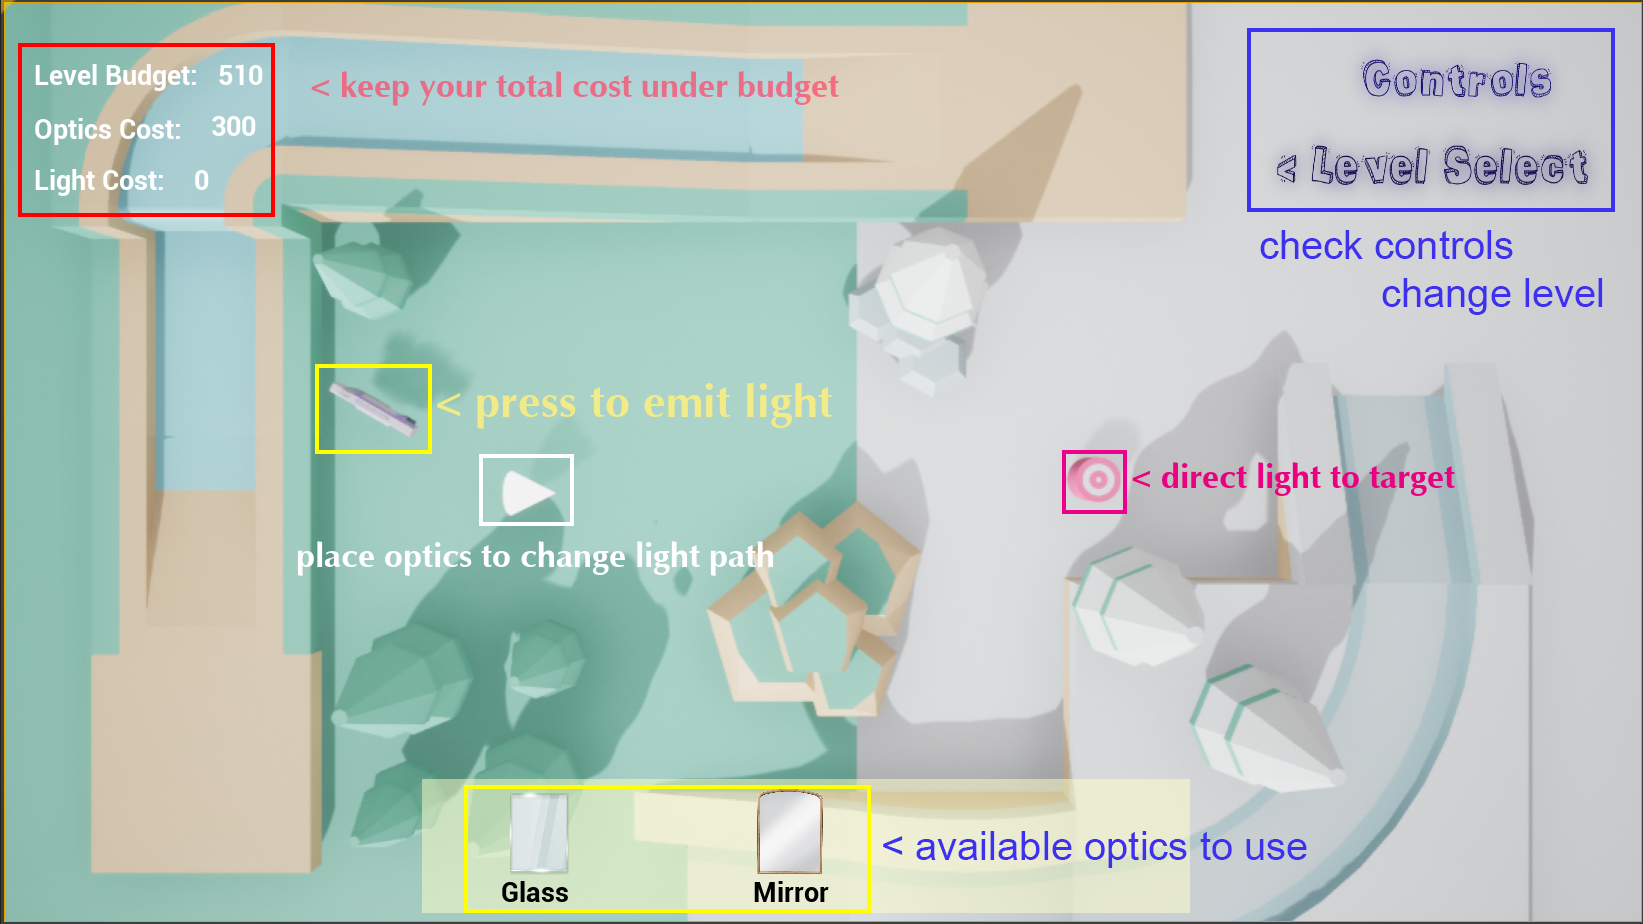 Level Budget: 510
Optics Cost: 300
Light Cost: 0
< keep your total cost under budget
Controls
< Level Select
check controls
change level
< press to emit light
< direct light to target
place optics to change light path
< available optics to use
Glass
Mirror